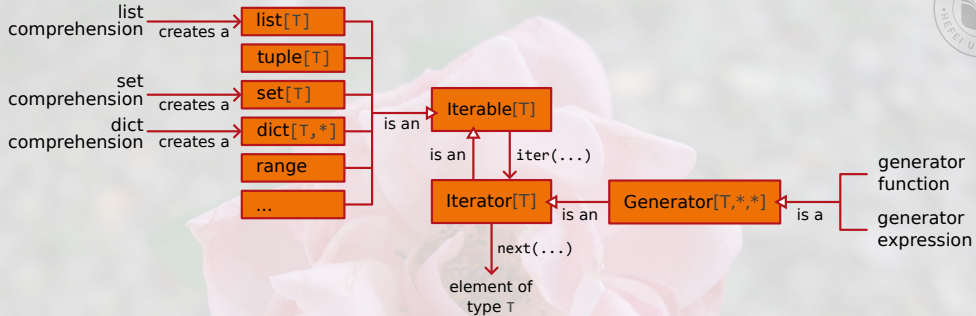 list
comprehension
creates a
list[T]
tuple[T]
set
comprehension
creates a
set[T]
dict
comprehension
creates a
dict[T,*]
range
...
is an
Iterable[T]
is an
iter(...)
Iterator[T]
is an
Generator[T,*,*]
is a
generator
function
generator
expression
next(...)
element of
type T
HEFEI U